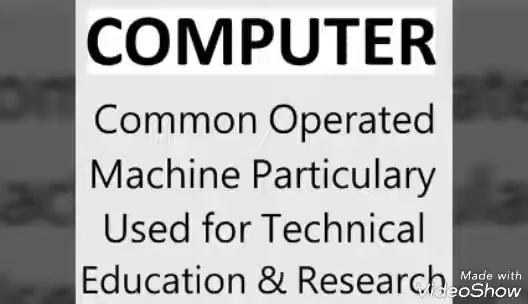 COMPUTER
Common Operated
Machine Particulary
Used for Technical
Education & Research
Made with
VideoShow